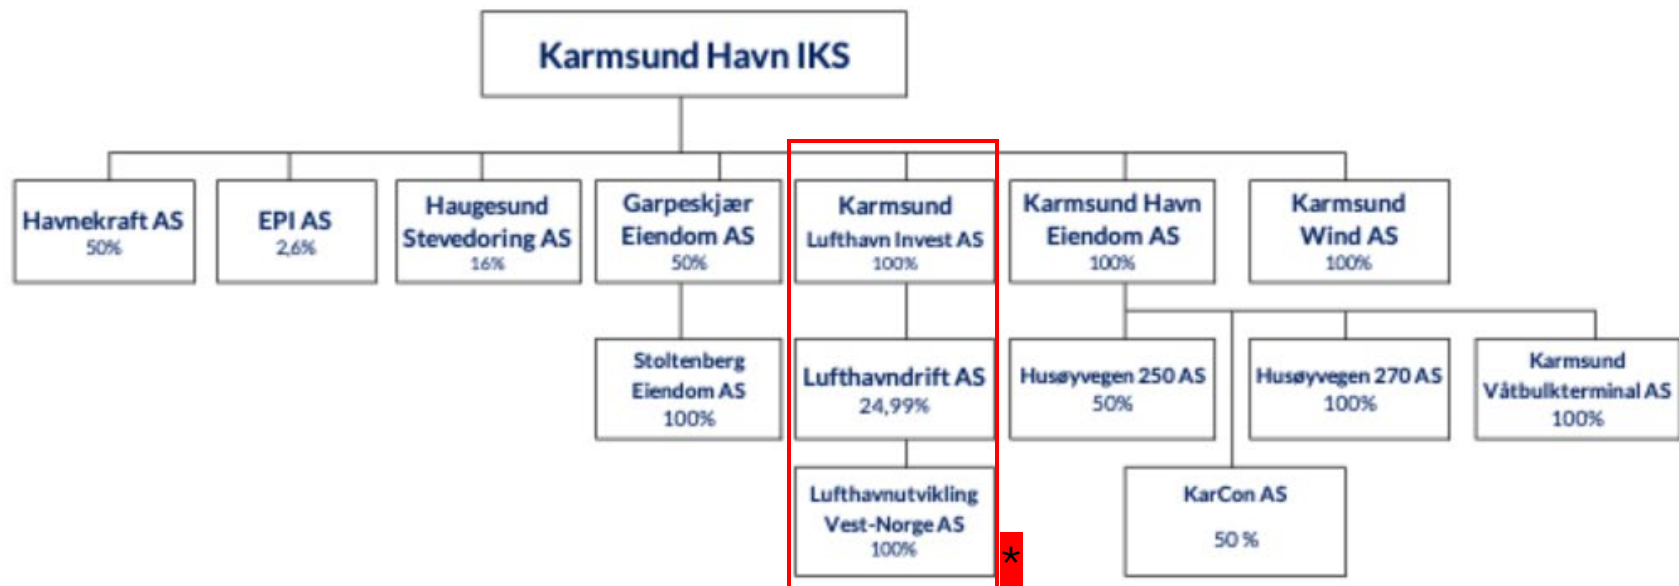 Karmsund Havn IKS
Havnekraft AS
50%
EPI AS
2,6%
Haugesund
Stevedoring AS
16%
Garpeskjær
Eiendom AS
50%
Karmsund
Lufthavn Invest AS
100%
Karmsund Havn
Eiendom AS
100%
Karmsund
Wind AS
100%
Stoltenberg
Eiendom AS
100%
Lufthavndrift AS
24,99%
Husøyvegen 250 AS
50%
Husøyvegen 270 AS
100%
Karmsund
Våtbulkterminal AS
100%
Lufthavnutvikling
Vest-Norge AS
100%
*
KarCon AS
50 %